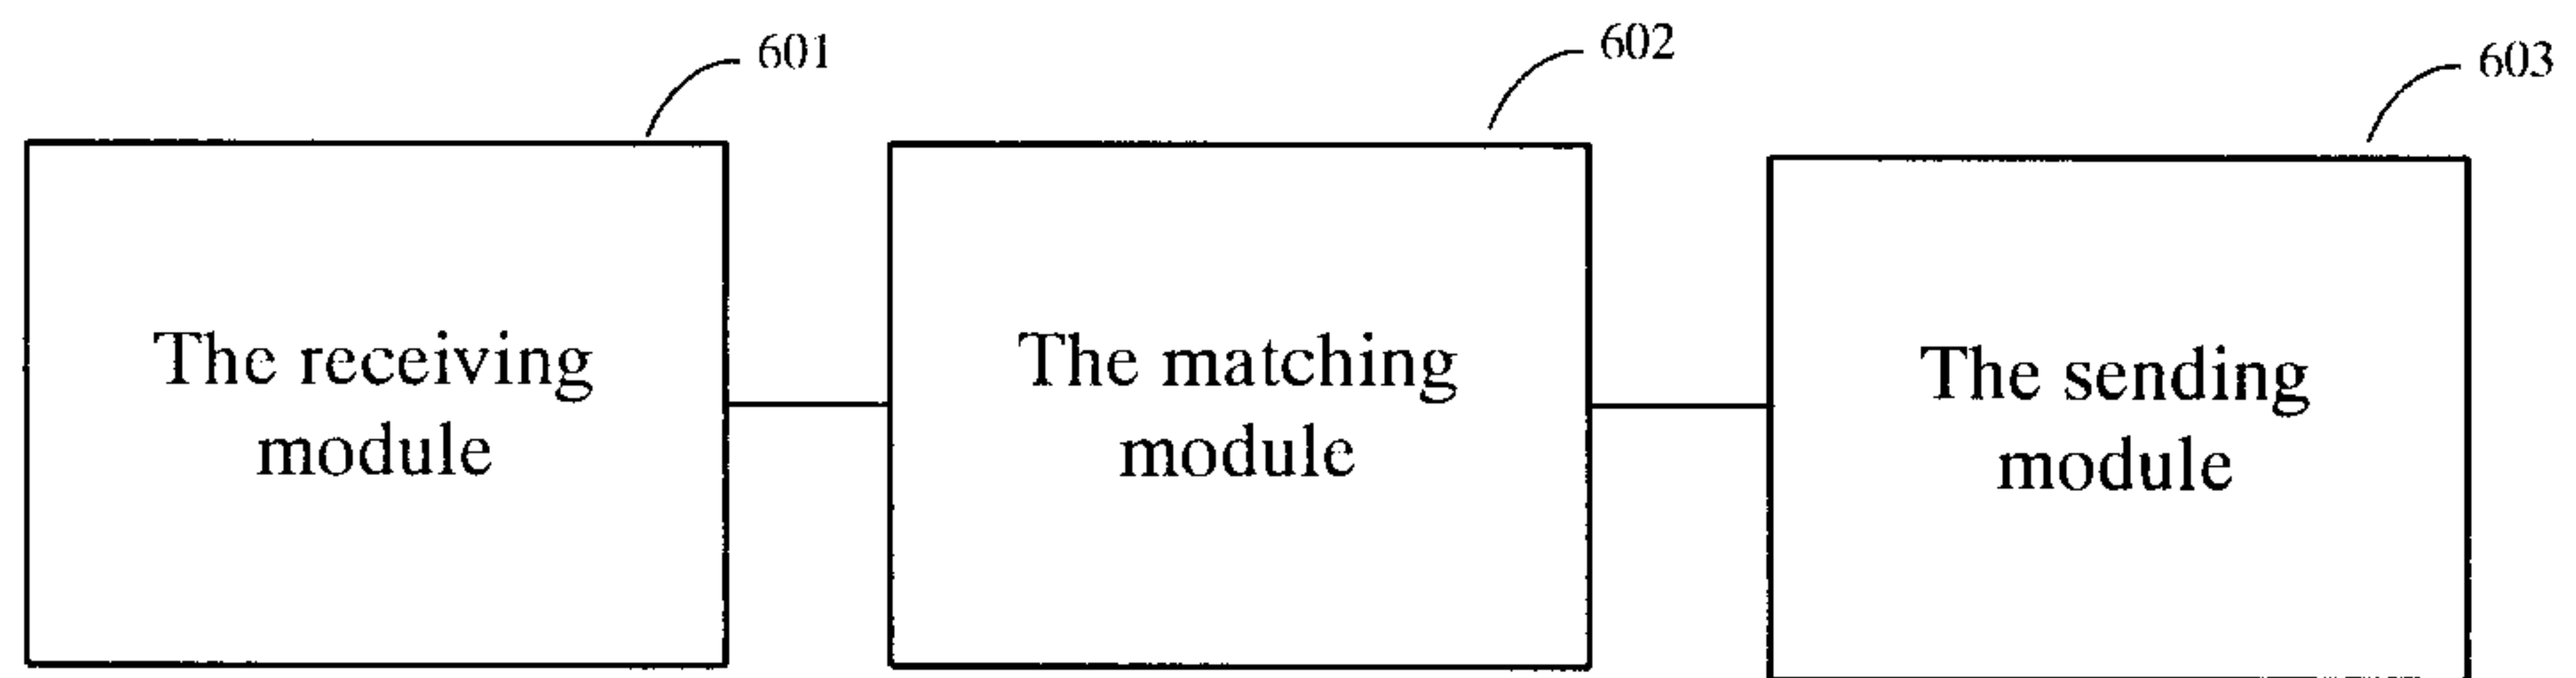 601
602
603
The receiving
module
The matching
module
The sending
module